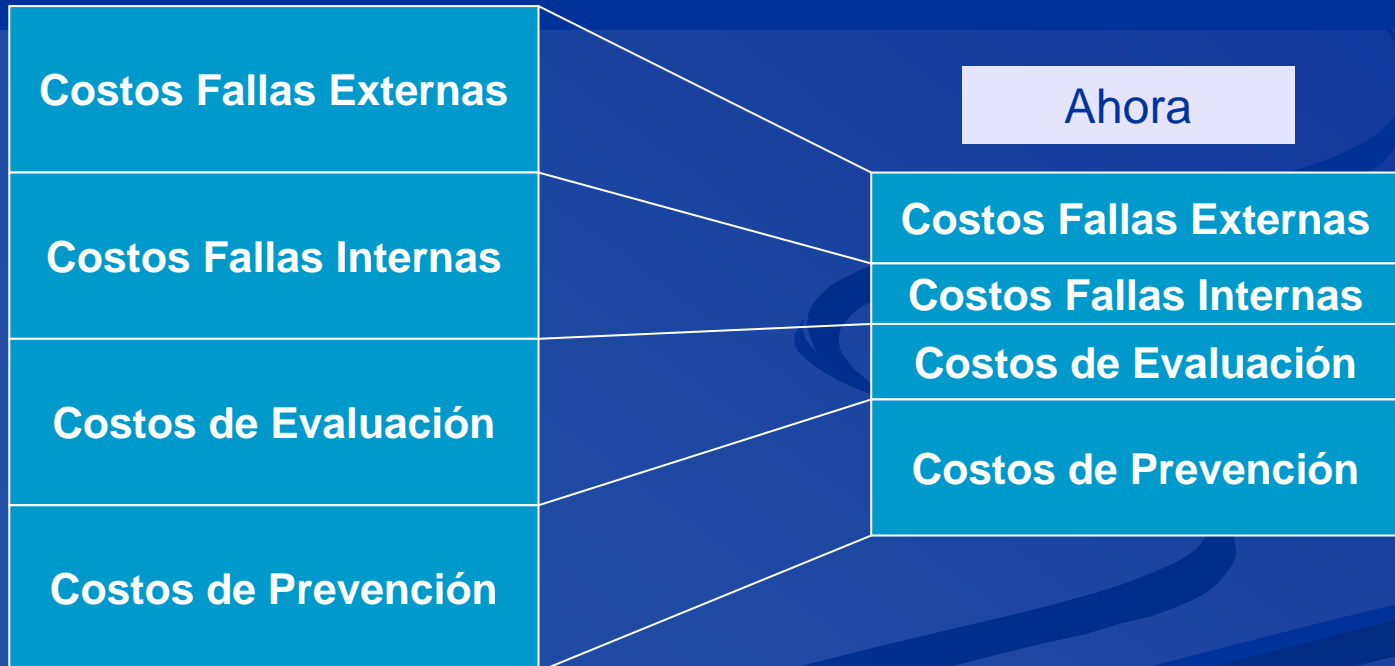 Costos Fallas Externas
Costos Fallas Internas
Costos de Evaluación
Costos de Prevención
Ahora
Costos Fallas Externas
Costos Fallas Internas
Costos de Evaluación
Costos de Prevención